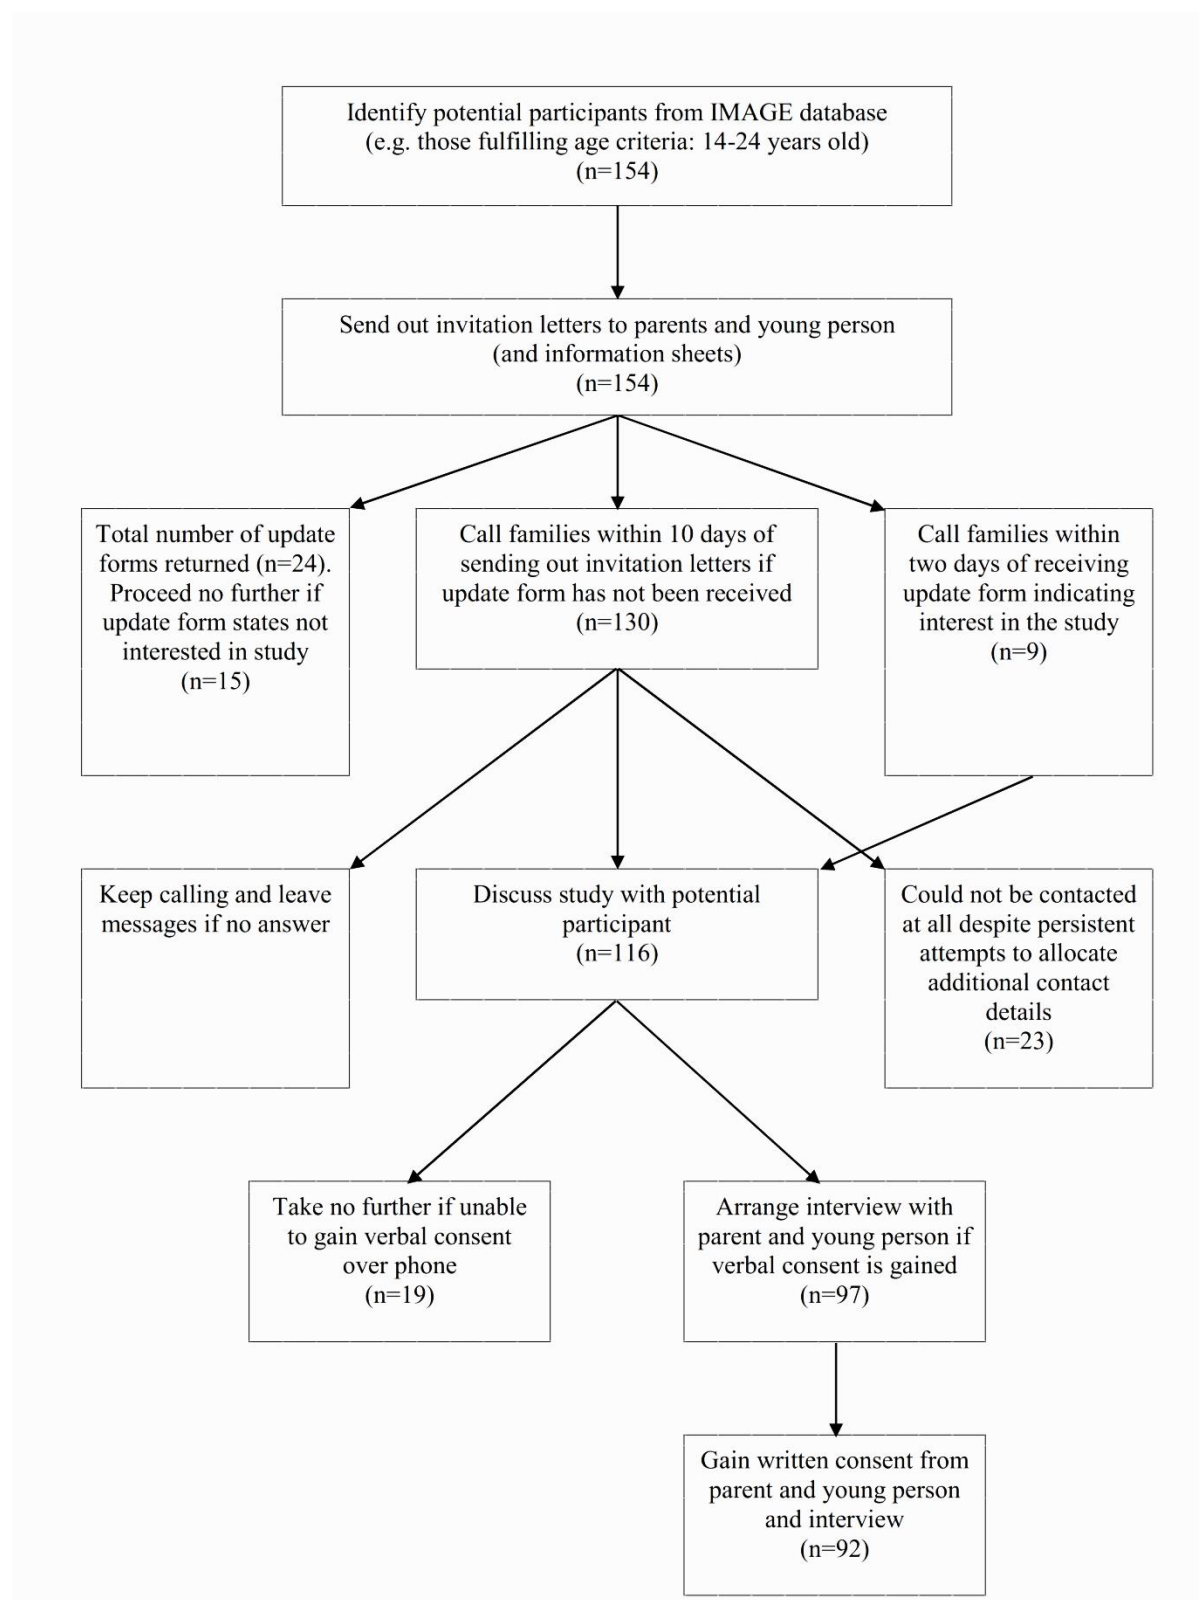 Identify potential participants from IMAGE database
(e.g. those fulfilling age criteria: 14-24 years old)
(n=154)
Send out invitation letters to parents and young person
(and information sheets)
(n=154)
Total number of update
forms returned (n=24).
Proceed no further if
update form states not
interested in study
(n=15)
Call families within 10 days of
sending out invitation letters if
update form has not been received
(n=130)
Call families within
two days of receiving
update form indicating
interest in the study
(n=9)
Keep calling and leave
messages if no answer
Discuss study with potential
participant
(n=116)
Could not be contacted
at all despite persistent
attempts to allocate
additional contact
details
(n=23)
Take no further if unable
to gain verbal consent
over phone
(n=19)
Arrange interview with
parent and young person if
verbal consent is gained
(n=97)
Gain written consent from
parent and young person
and interview
(n=92)